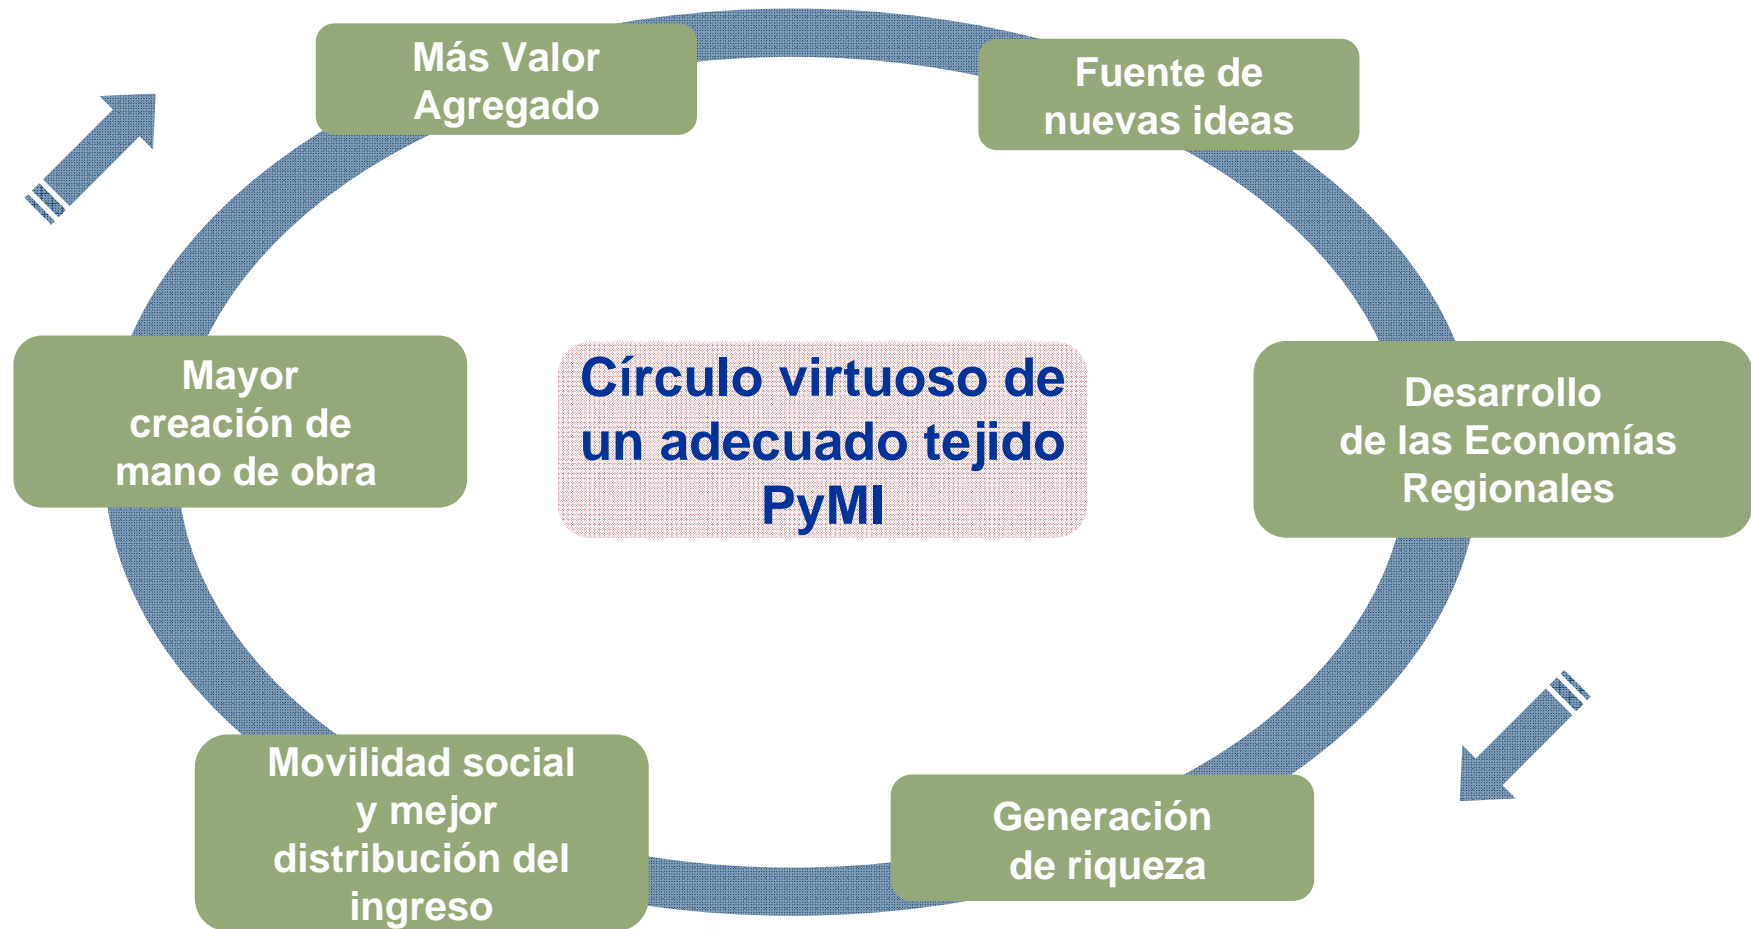 Más Valor
Agregado
Fuente de
nuevas ideas
Mayor
creación de
mano de obra
Círculo virtuoso de
un adecuado tejido
PyMI
Desarrollo
de las Economías
Regionales
Movilidad social
y mejor
distribución del
ingreso
Generación
de riqueza